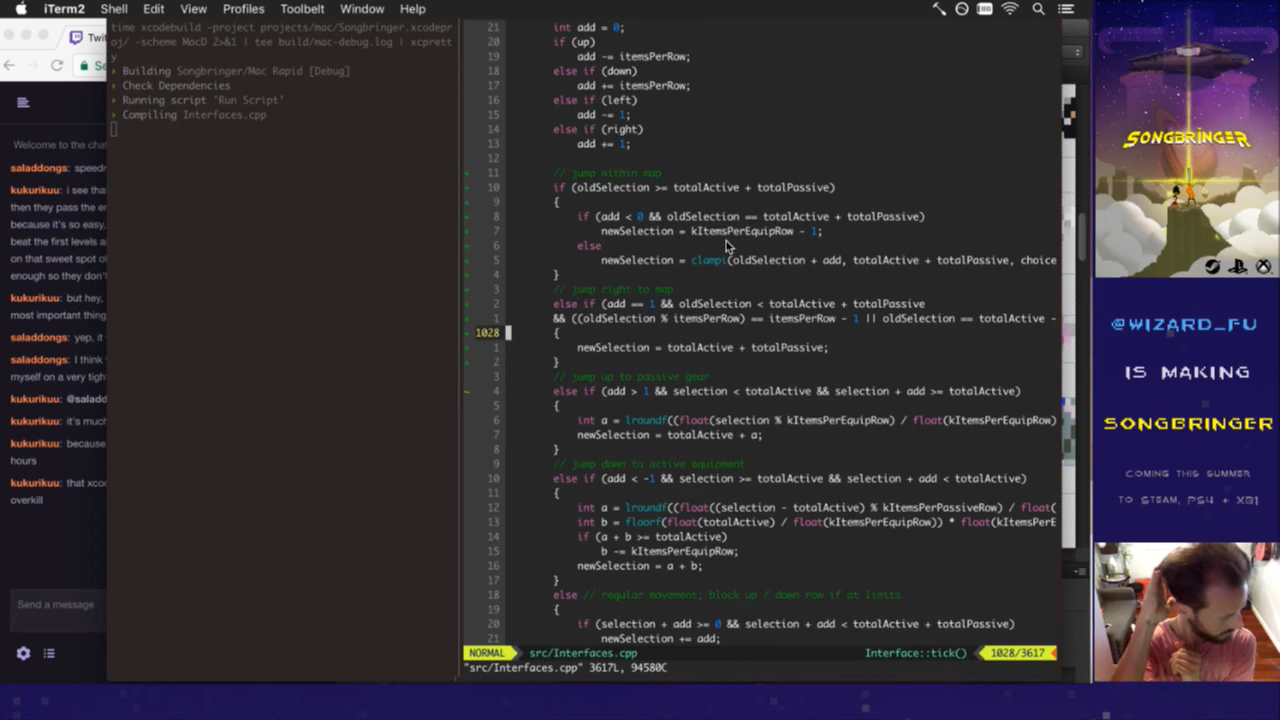 iTerm2 Shell Edit View Profiles Toolbelt Window Help
Twit
Se
Welcome to the cha
saladdongs: speedr
kukurikuu: i see tha
then they pass the en
because it's so easy,
beat the first levels a
on that sweet spot o
enough so they don'
kukurikuu: but hey,
most important thing
saladdongs: yep, it
saladdongs: I think
myself on a very tigh
kukurikuu: @saladd
kukurikuu: it's much
kukurikuu: because
hours
kukurikuu: that xcod
overkill
Send a message
time xcodebuild -project projects/mac/Songbringer.xcodepr
oj/ -scheme MacD 2>&1 | tee build/mac-debug.log | xcprett
y
› Building Songbringer/Mac Rapid [Debug]
› Check Dependencies
› Running script 'Run Script'
› Compiling Interfaces.cpp
21 int add = 0;
20 if (up)
19 add -= itemsPerRow;
18 else if (down)
17 add += itemsPerRow;
16 else if (left)
15 add -= 1;
14 else if (right)
13 add += 1;
12
11 // jump within map
10 if (oldSelection >= totalActive + totalPassive)
9 {
8 if (add < 0 && oldSelection == totalActive + totalPassive)
7 newSelection = kItemsPerEquipRow - 1;
6 else
5 newSelection = clampi(oldSelection + add, totalActive + totalPassive, choice
4 }
3 // jump right to map
2 else if (add == 1 && oldSelection < totalActive + totalPassive
1 && ((oldSelection % itemsPerRow) == itemsPerRow - 1 || oldSelection == totalActive -
1028 {
1 newSelection = totalActive + totalPassive;
2 }
3 // jump up to passive gear
4 else if (add > 1 && selection < totalActive && selection + add >= totalActive)
5 {
6 int a = lroundf((float(selection % kItemsPerEquipRow) / float(kItemsPerEquipRow)
7 newSelection = totalActive + a;
8 }
9 // jump down to active equipment
10 else if (add < -1 && selection >= totalActive && selection + add < totalActive)
11 {
12 int a = lroundf((float((selection - totalActive) % kItemsPerPassiveRow) / float(
13 int b = floorf(float(totalActive) / float(kItemsPerEquipRow)) * float(kItemsPerE
14 if (a + b >= totalActive)
15 b -= kItemsPerEquipRow;
16 newSelection = a + b;
17 }
18 else // regular movement; block up / down row if at limits
19 {
20 if (selection + add >= 0 && selection + add < totalActive + totalPassive)
21 newSelection += add;
NORMAL src/Interfaces.cpp Interface::tick() 1028/3617
"src/Interfaces.cpp" 3617L, 94580C
SONGBRINGER
@WIZARD_FU
IS MAKING
SONGBRINGER
COMING THIS SUMMER
TO STEAM, PS4 + XB1